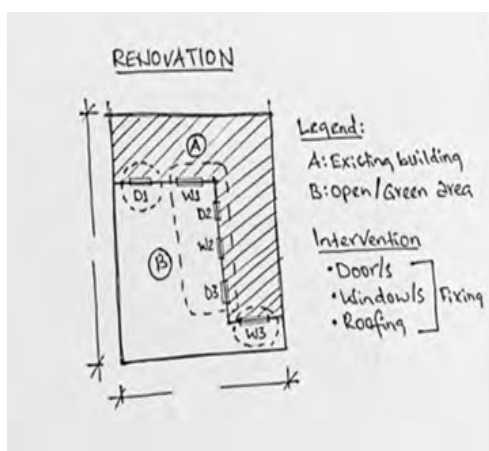 RENOVATION
A
D1
W1
D2
W2
B
D3
W3
Legend:
A: Existing building
B: Open/Green area
Intervention
• Door/s
• Window/s
• Roofing
Fixing